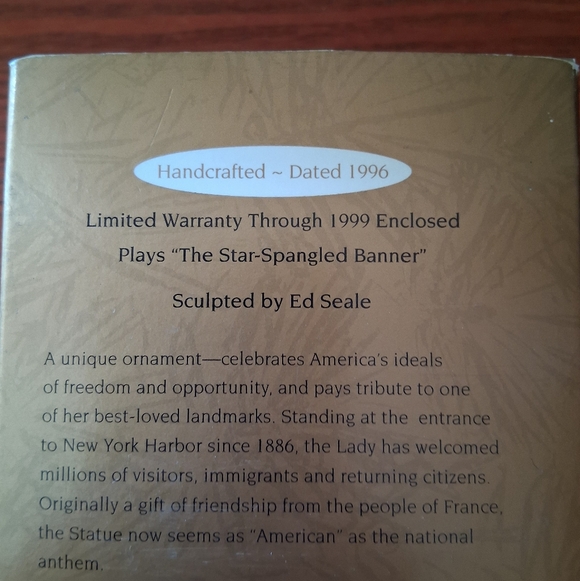 Handcrafted ~ Dated 1996
Limited Warranty Through 1999 Enclosed
Plays “The Star-Spangled Banner”
Sculpted by Ed Seale
A unique ornament—celebrates America's ideals
of freedom and opportunity, and pays tribute to one
of her best-loved landmarks. Standing at the entrance
to New York Harbor since 1886, the Lady has welcomed
millions of visitors, immigrants and returning citizens.
Originally a gift of friendship from the people of France,
the Statue now seems as “American” as the national
anthem.